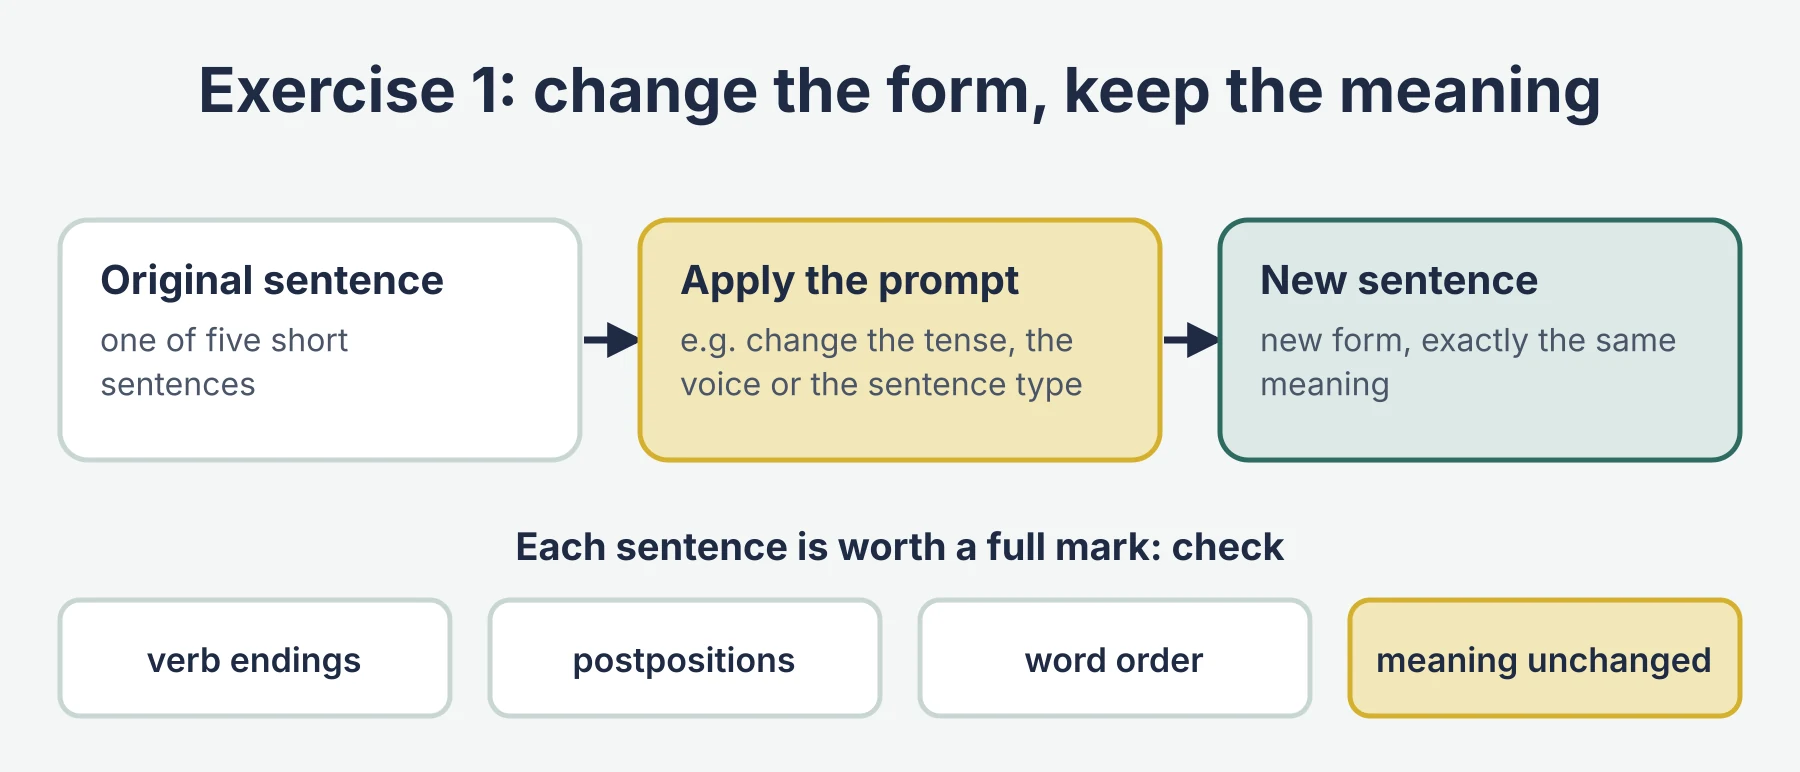 Exercise 1: change the form, keep the meaning
Original sentence
one of five short
sentences
Apply the prompt
e.g. change the tense, the
voice or the sentence type
New sentence
new form, exactly the same
meaning
Each sentence is worth a full mark: check
verb endings
postpositions
word order
meaning unchanged